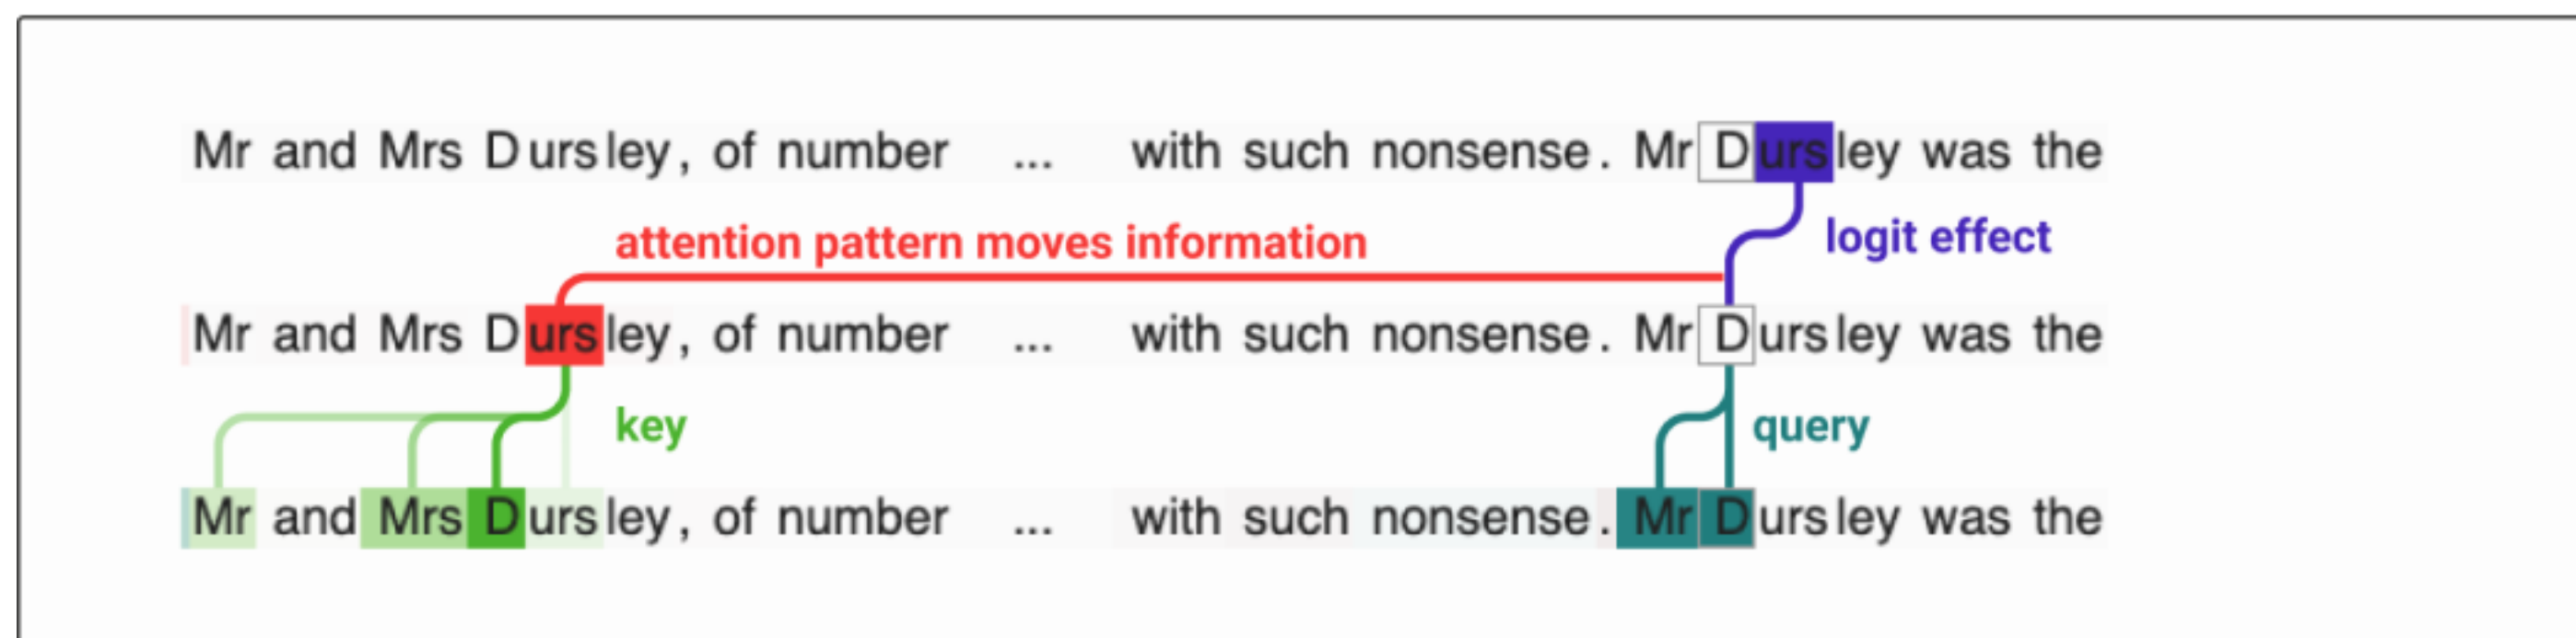 Mr and Mrs Dursley, of number ... with such nonsense. Mr Dursley was the
attention pattern moves information logit effect
Mr and Mrs Dursley, of number ... with such nonsense. Mr Dursley was the
key query
Mr and Mrs Dursley, of number ... with such nonsense. Mr Dursley was the